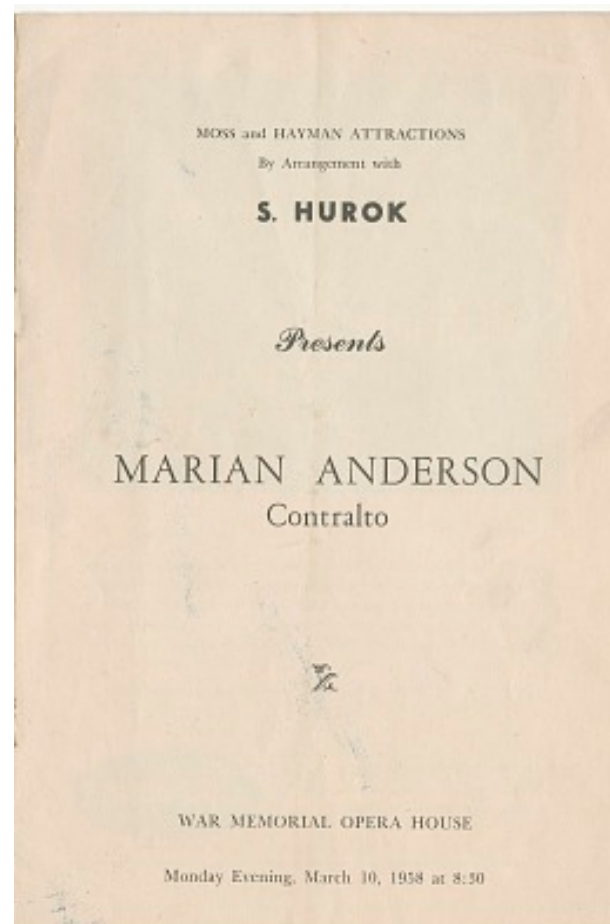 MOSS and HAYMAN ATTRACTIONS
By Arrangement with
S. HUROK
Presents
MARIAN ANDERSON
Contralto
WAR MEMORIAL OPERA HOUSE
Monday Evening, March 10, 1958 at 8:30